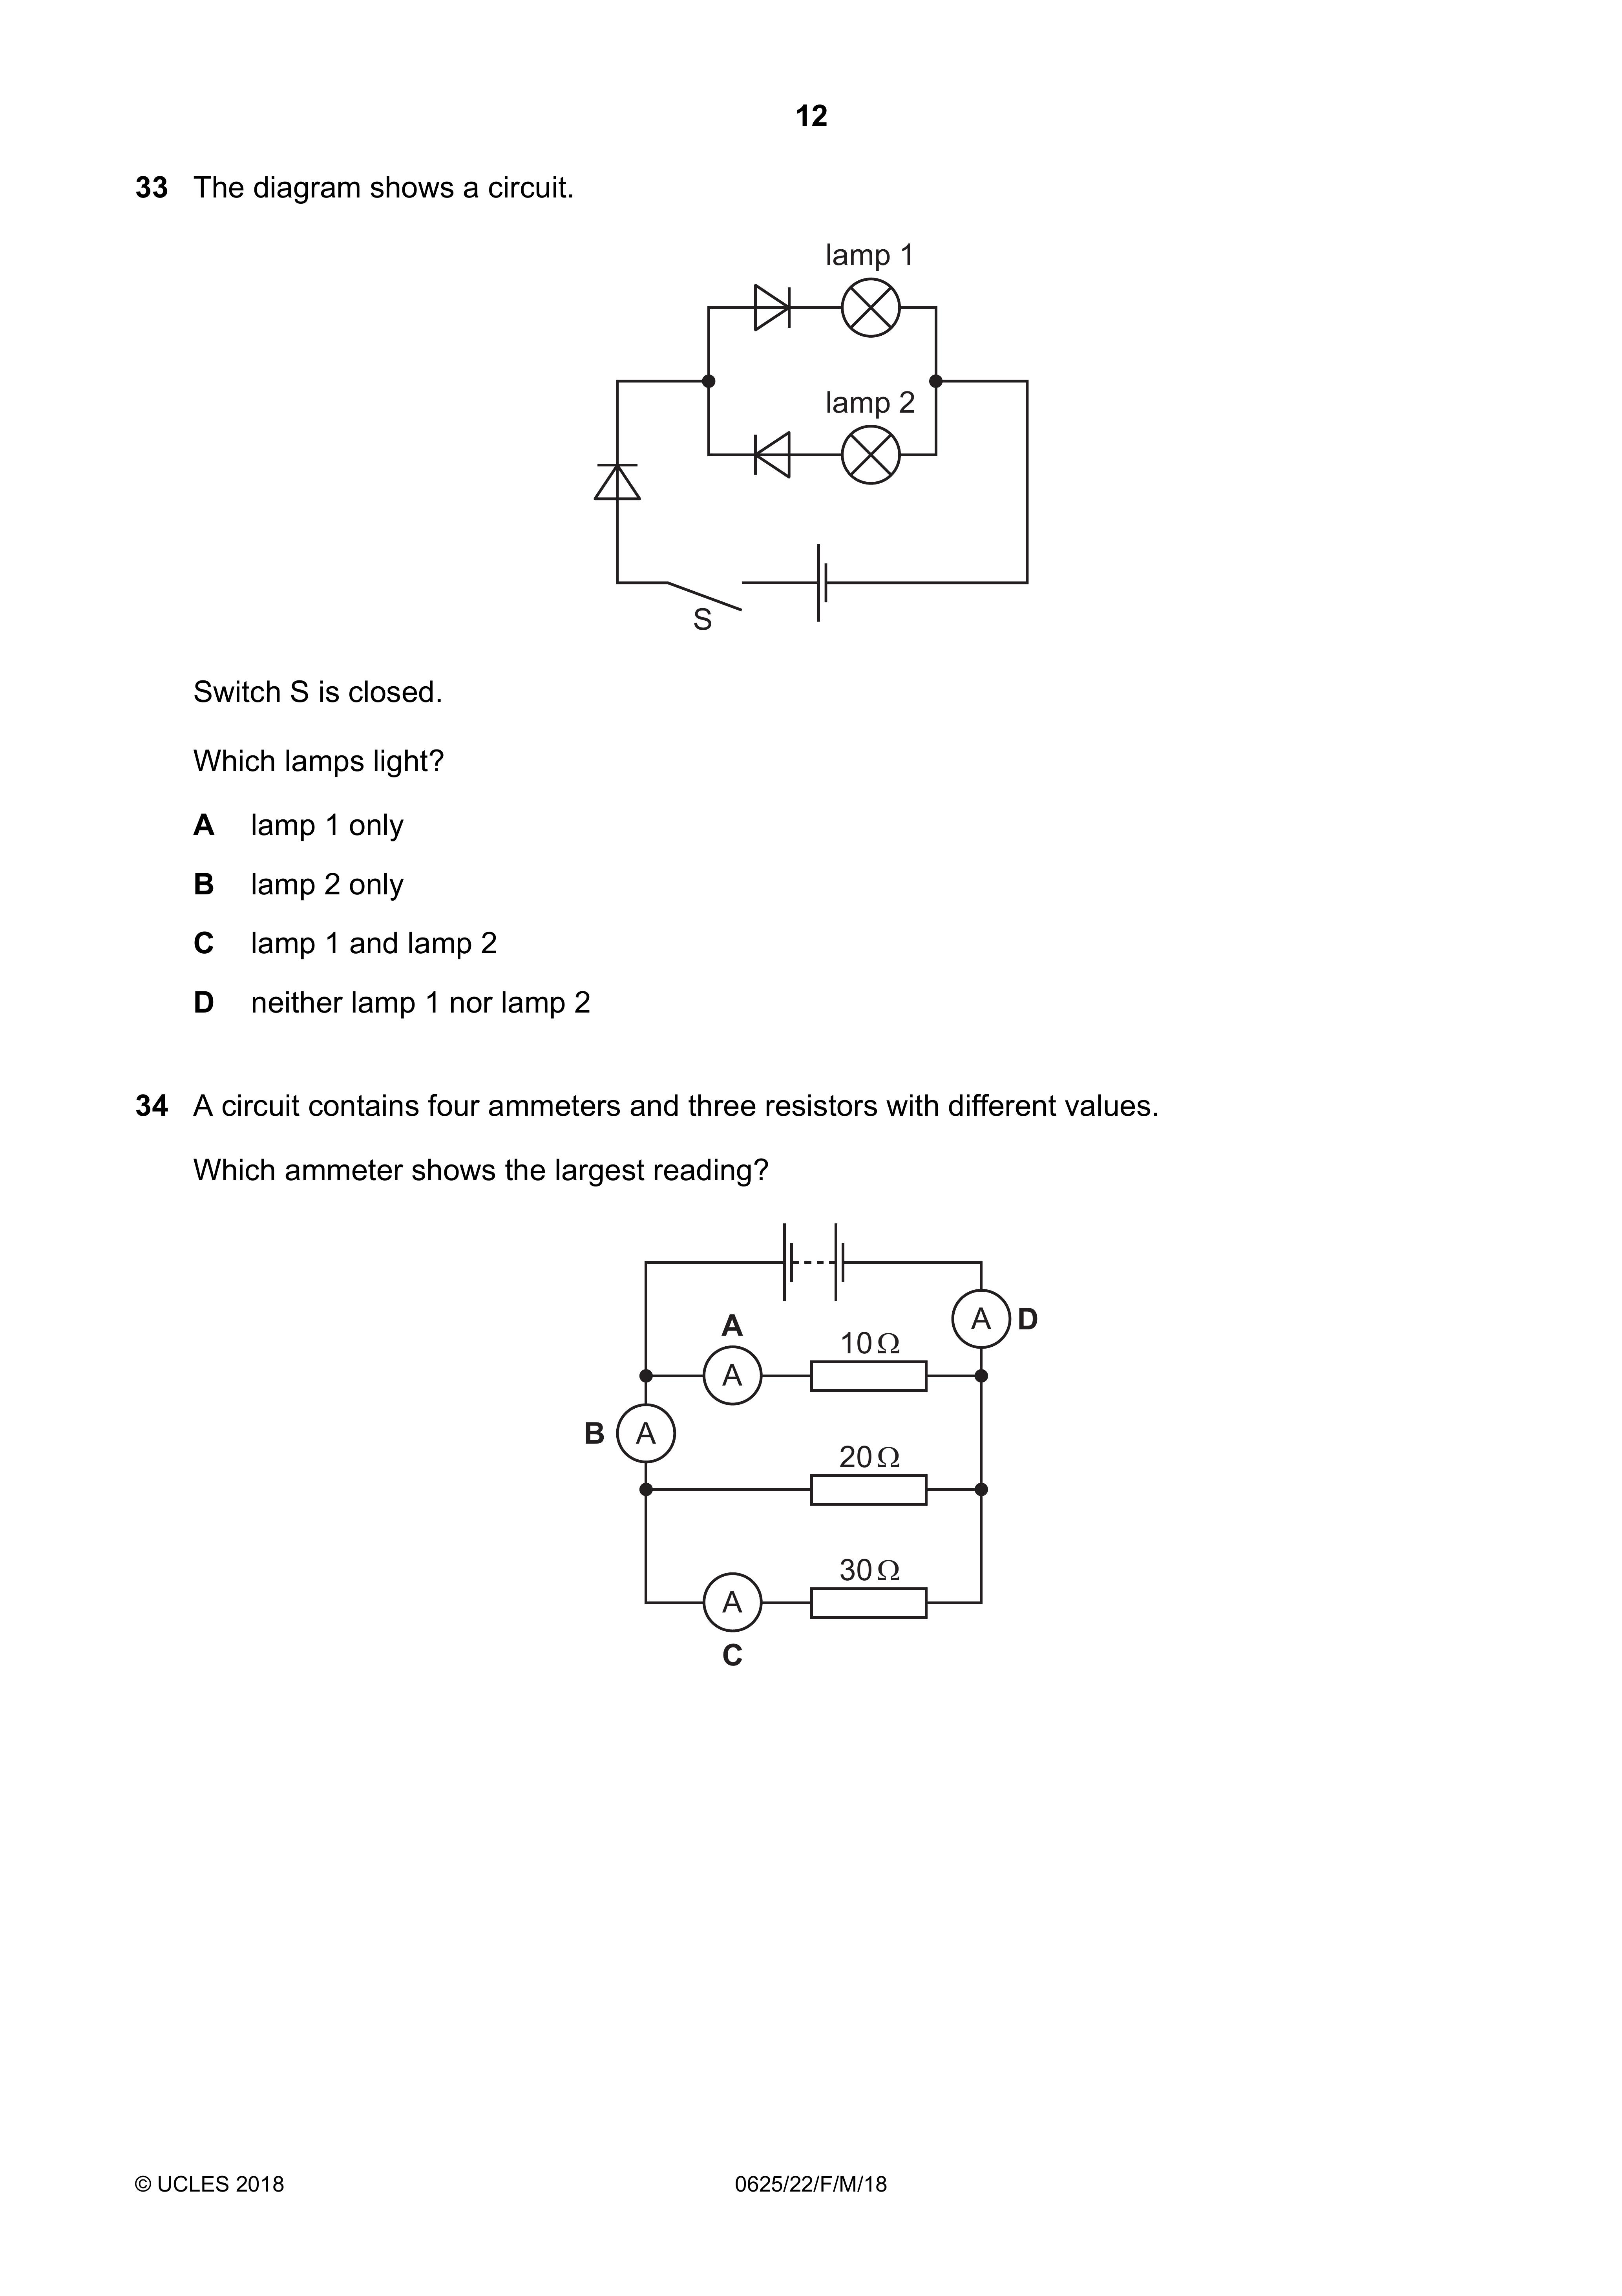 12
33 The diagram shows a circuit.
lamp 1
lamp 2
S
Switch S is closed.
Which lamps light?
A lamp 1 only
B lamp 2 only
C lamp 1 and lamp 2
D neither lamp 1 nor lamp 2
34 A circuit contains four ammeters and three resistors with different values.
Which ammeter shows the largest reading?
A D
A 10 Ω
A
B A
20 Ω
30 Ω
A
C
© UCLES 2018 0625/22/F/M/18